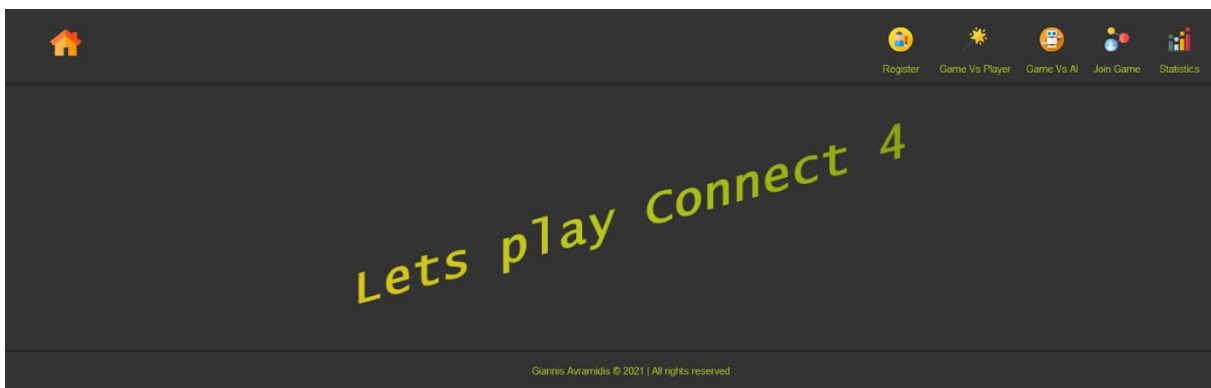 Register Game Vs Player Game Vs AI Join Game Statistics
Lets play Connect 4
Giannis Avramidis © 2021 | All rights reserved